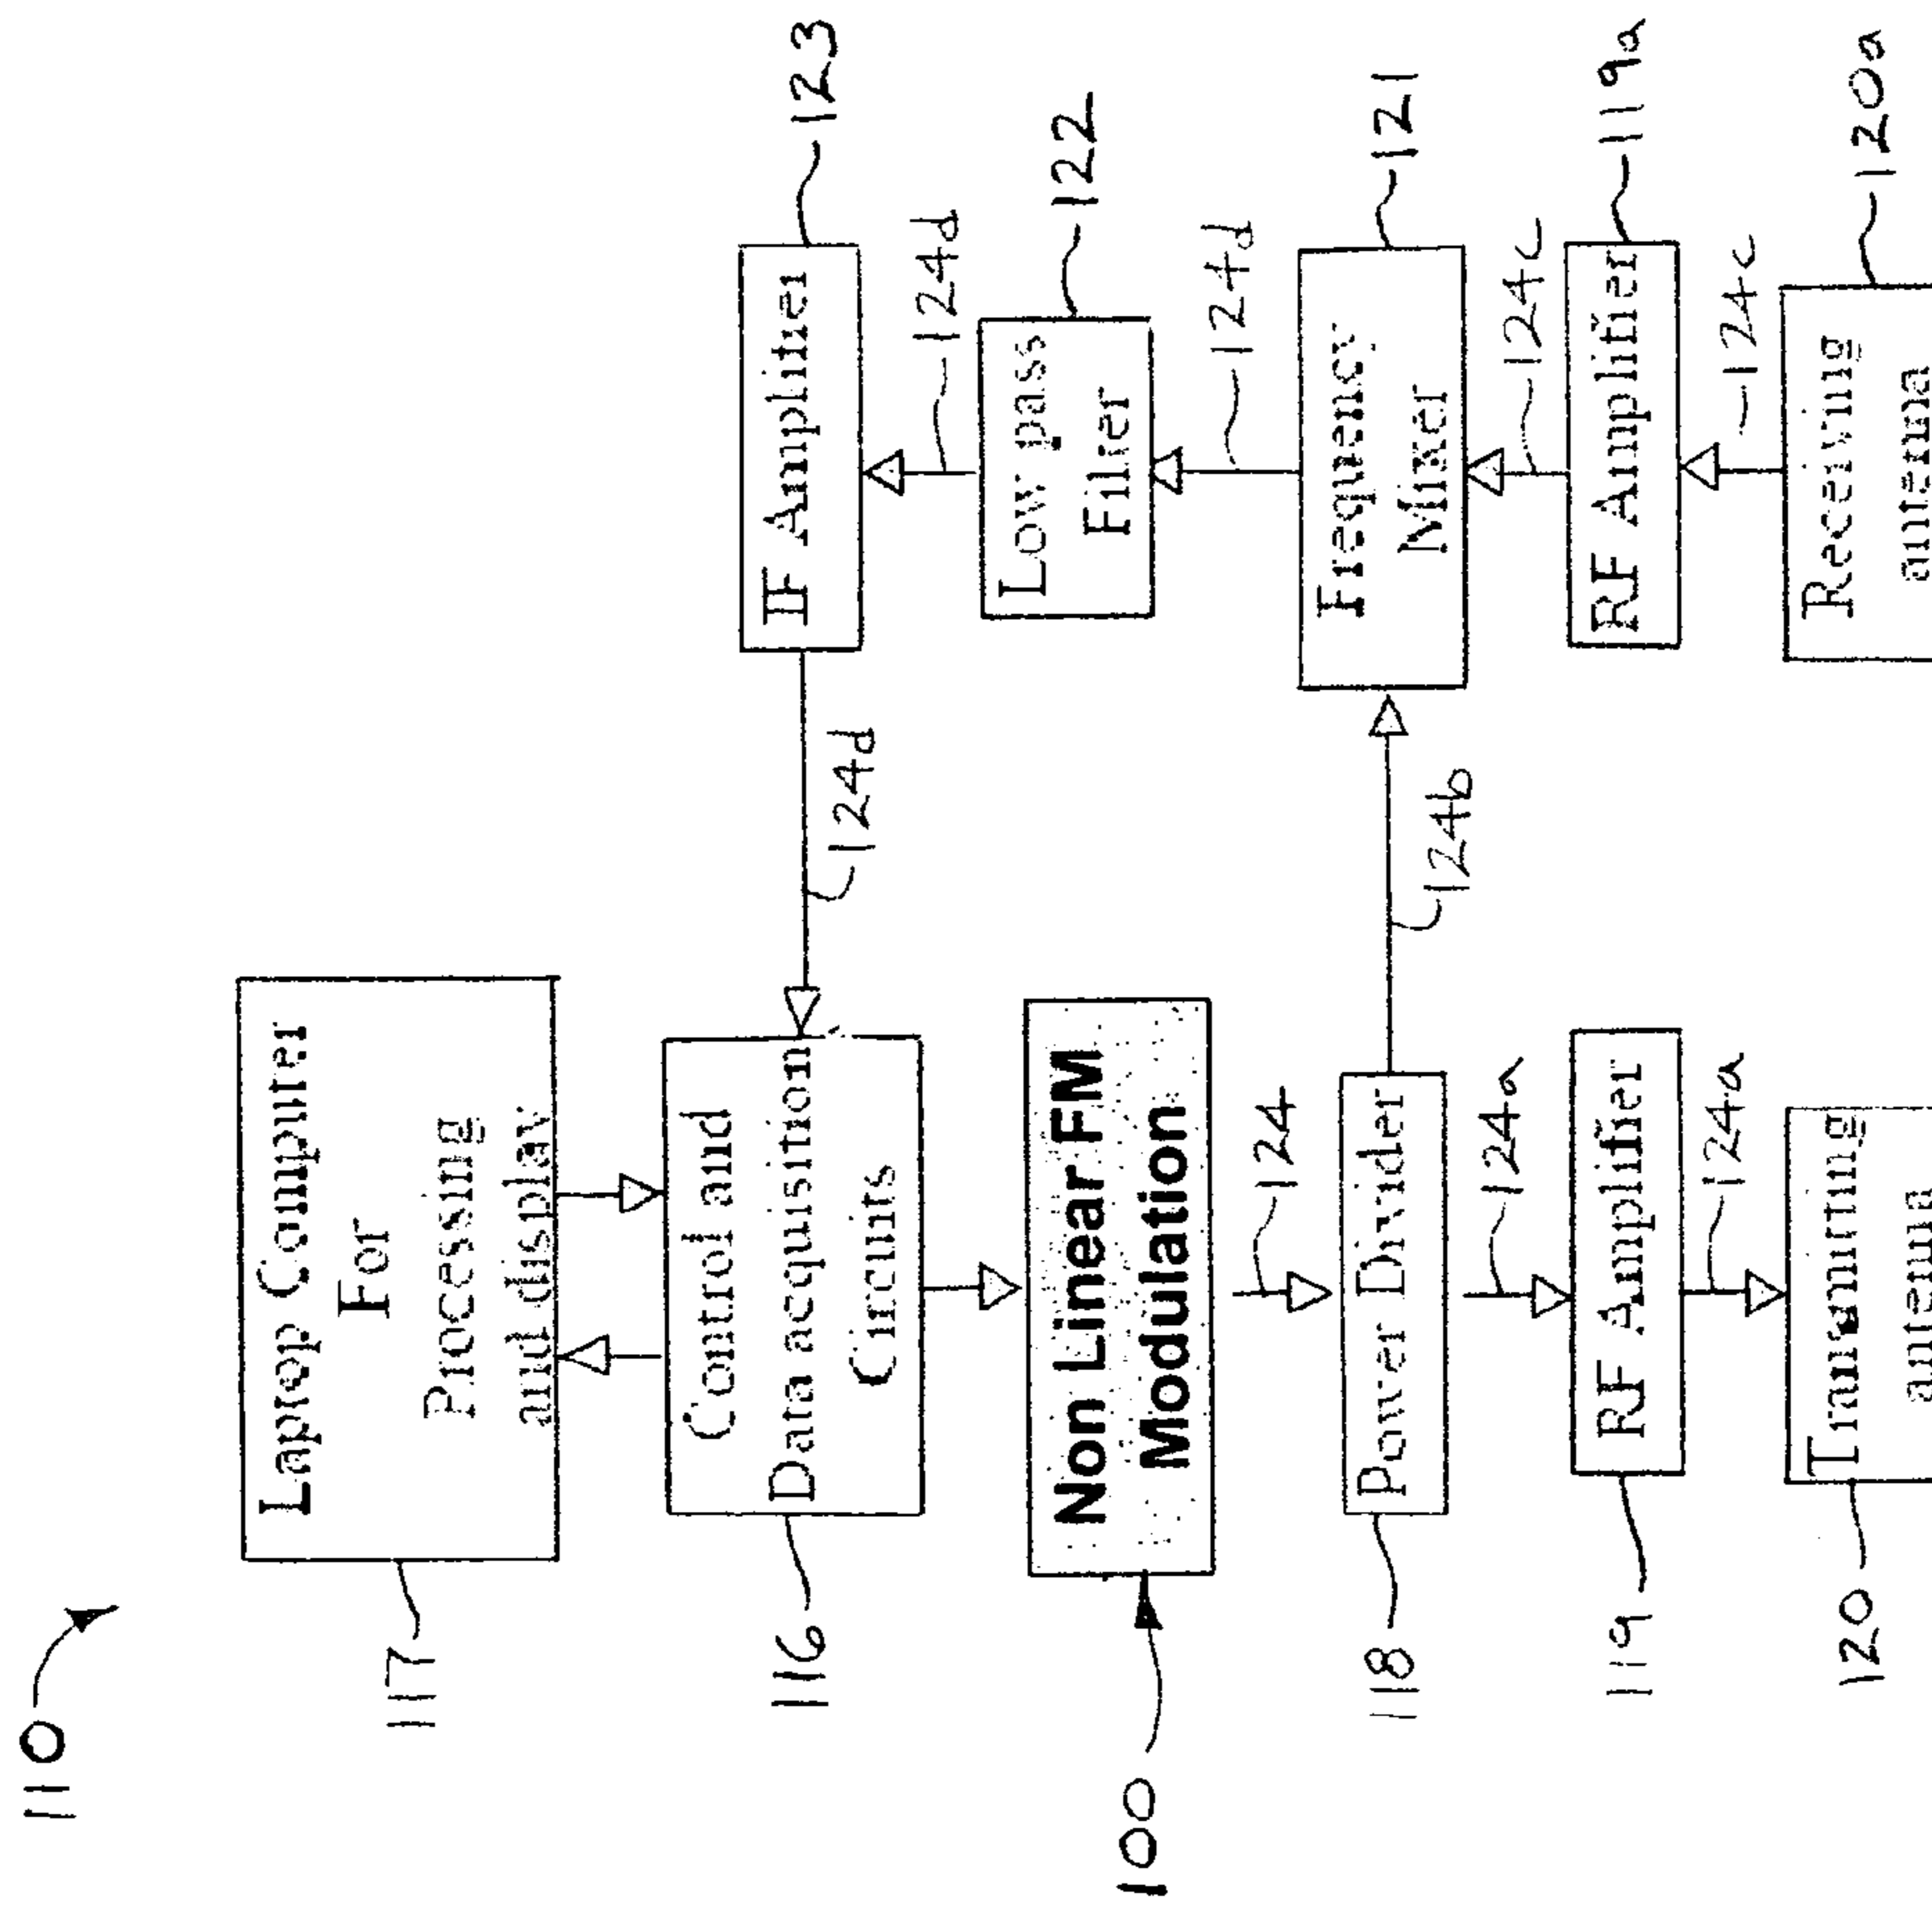 110
117
Laptop Computer
For
Processing
and display
116
Control and
Data acquisition
Circuits
100
Non Linear FM
Modulation
124
118
Power Divider
124a
119
RF Amplifier
124a
120
Transmitting
antenna
123
IF Amplifier
124d
124d
122
Low pass
Filter
124d
121
Frequency
Mixer
124b
124c
119a
RF Amplifier
124c
120a
Receiving
antenna